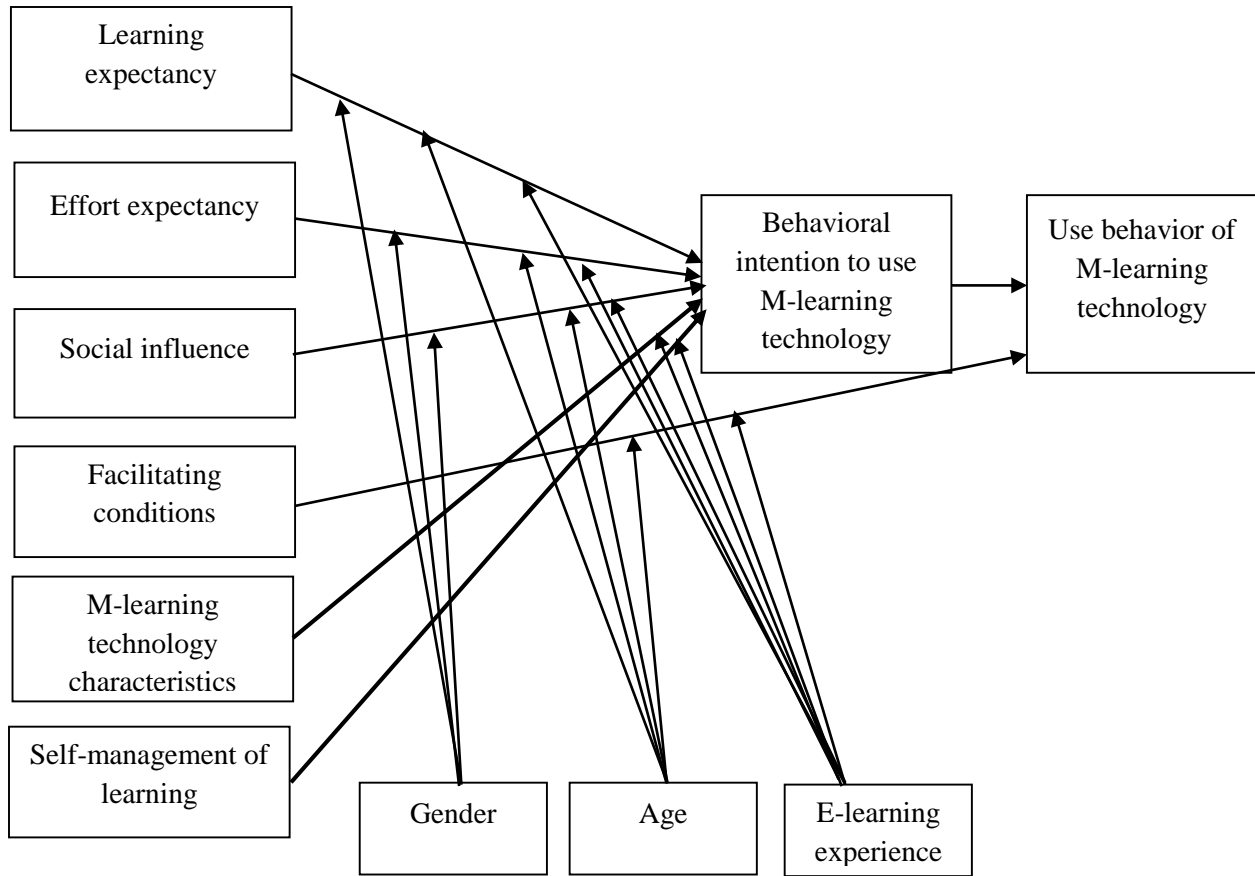 Learning
expectancy
Effort expectancy
Social influence
Facilitating
conditions
M-learning
technology
characteristics
Self-management of
learning
Behavioral
intention to use
M-learning
technology
Use behavior of
M-learning
technology
Gender
Age
E-learning
experience